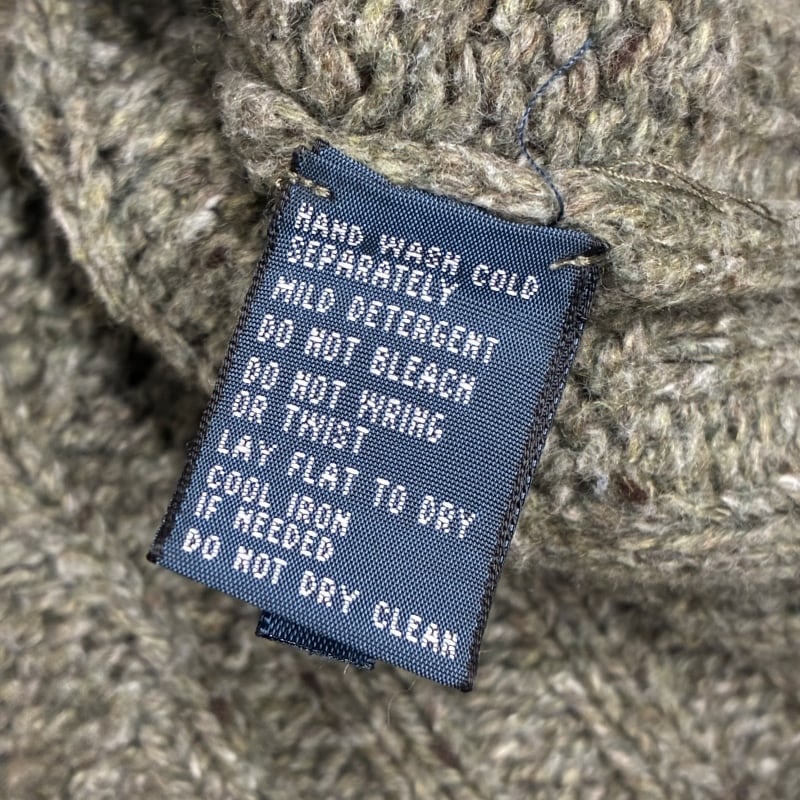 HAND WASH COLD
SEPARATELY
MILD DETERGENT
DO NOT BLEACH
DO NOT WRING
OR TWIST
LAY FLAT TO DRY
COOL IRON
IF NEEDED
DO NOT DRY CLEAN